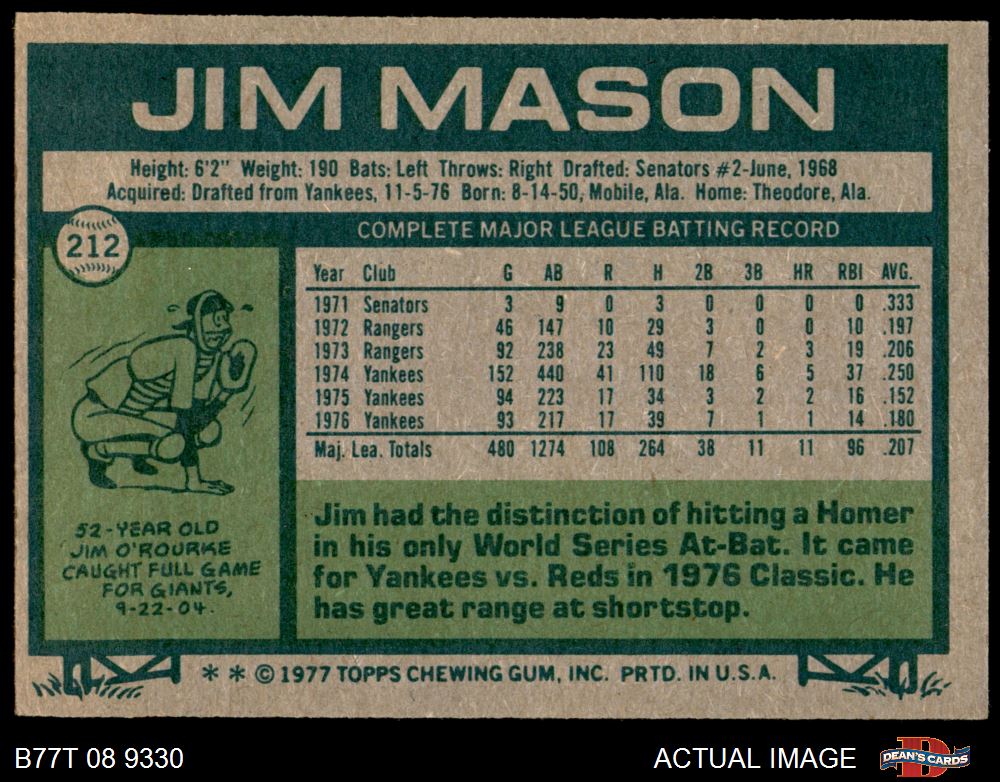 JIM MASON
Height: 6'2" Weight: 190 Bats: Left Throws: Right Drafted: Senators #2-June, 1968
Acquired: Drafted from Yankees, 11-5-76 Born: 8-14-50, Mobile, Ala. Home: Theodore, Ala.
212
COMPLETE MAJOR LEAGUE BATTING RECORD
Year Club G AB R H 2B 3B HR RBI AVG.
1971 Senators 3 9 0 3 0 0 0 0 .333
1972 Rangers 46 147 10 29 3 0 0 10 .197
1973 Rangers 92 238 23 49 7 2 3 19 .206
1974 Yankees 152 440 41 110 18 6 5 37 .250
1975 Yankees 94 223 17 34 3 2 2 16 .152
1976 Yankees 93 217 17 39 7 1 1 14 .180
Maj. Lea. Totals 480 1274 108 264 38 11 11 96 .207
52-YEAR OLD
JIM O'ROURKE
CAUGHT FULL GAME
FOR GIANTS,
9-22-04.
Jim had the distinction of hitting a Homer
in his only World Series At-Bat. It came
for Yankees vs. Reds in 1976 Classic. He
has great range at shortstop.
* * © 1977 TOPPS CHEWING GUM, INC. PRTD. IN U.S.A.
B77T 08 9330
ACTUAL IMAGE
DEAN'S CARDS